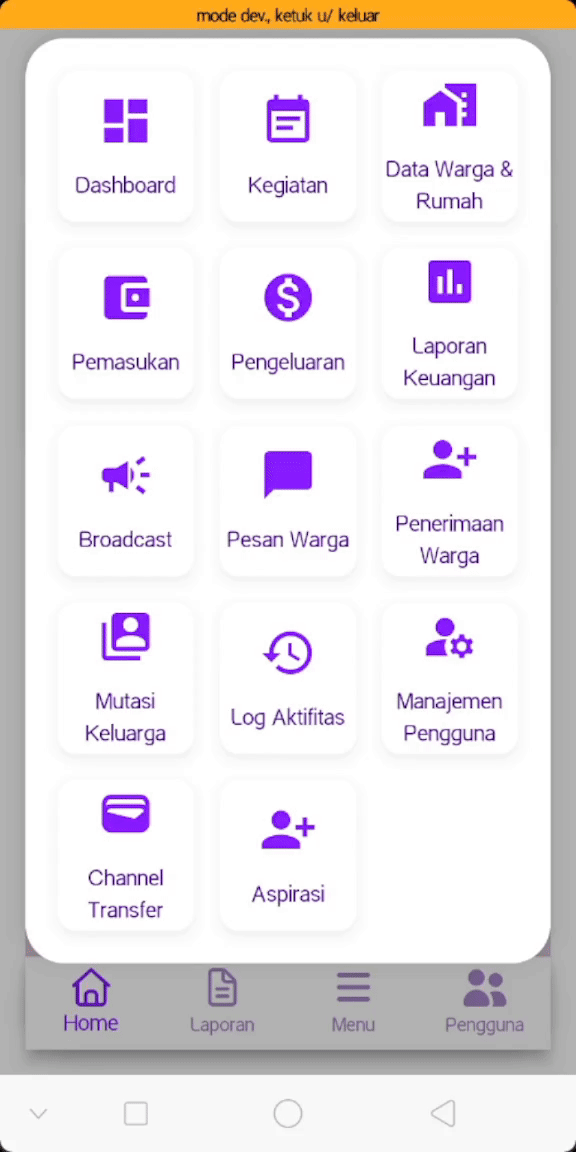 mode dev., ketuk u/ keluar
Dashboard
Kegiatan
Data Warga &
Rumah
Pemasukan
Pengeluaran
Laporan
Keuangan
Broadcast
Pesan Warga
Penerimaan
Warga
Mutasi
Keluarga
Log Aktifitas
Manajemen
Pengguna
Channel
Transfer
Aspirasi
Home
Laporan
Menu
Pengguna